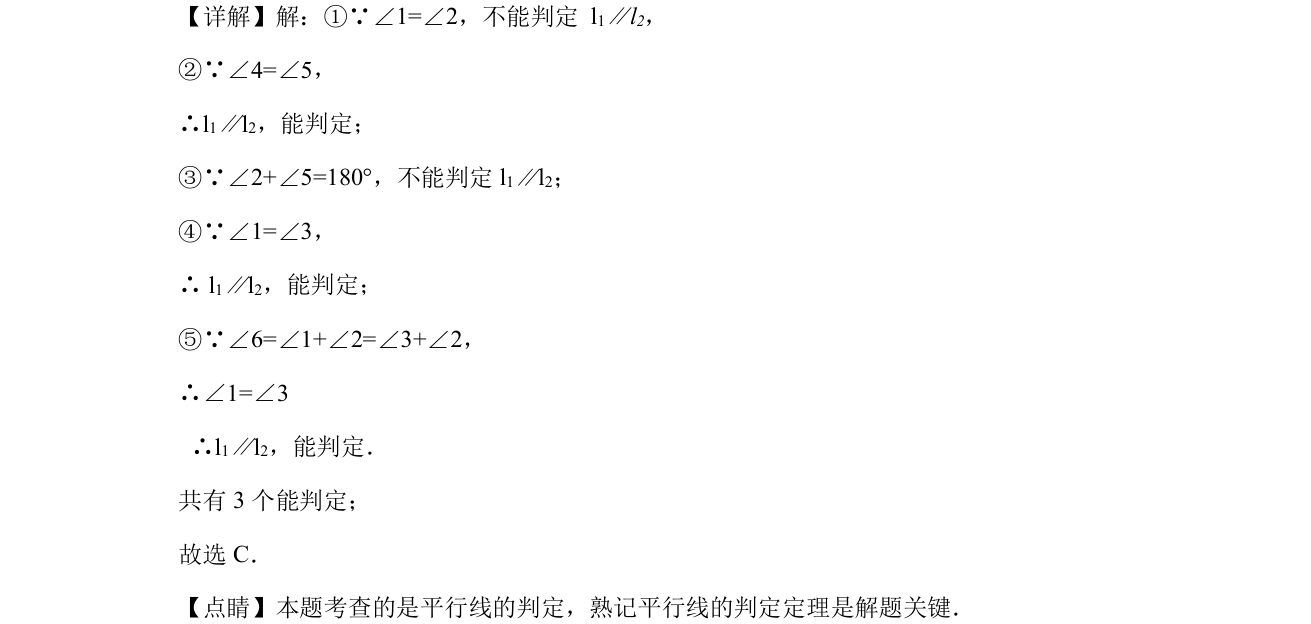 【详解】解：①∵∠1=∠2，不能判定 l₁∥l₂，
②∵∠4=∠5，
∴l₁∥l₂，能判定；
③∵∠2+∠5=180°，不能判定 l₁∥l₂；
④∵∠1=∠3，
∴ l₁∥l₂，能判定；
⑤∵∠6=∠1+∠2=∠3+∠2，
∴∠1=∠3
∴l₁∥l₂，能判定．
共有 3 个能判定；
故选 C．
【点睛】本题考查的是平行线的判定，熟记平行线的判定定理是解题关键．